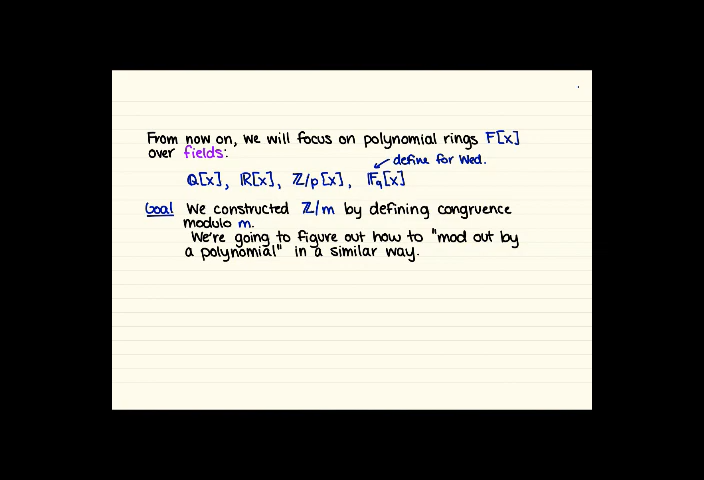 From now on, we will focus on polynomial rings F[x]
over fields:
define for Wed.
Q[x], R[x], Z/p[x], F₉[x]
Goal We constructed Z/m by defining congruence
modulo m.
We're going to figure out how to "mod out by
a polynomial" in a similar way.